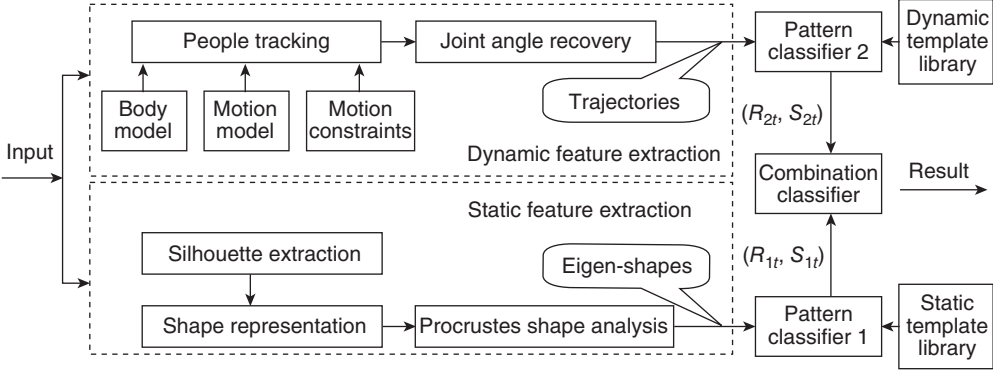 Input
People tracking
Joint angle recovery
Body
model
Motion
model
Motion
constraints
Trajectories
Dynamic feature extraction
Pattern
classifier 2
Dynamic
template
library
(R2t, S2t)
Combination
classifier
Result
Static feature extraction
Silhouette extraction
Eigen-shapes
(R1t, S1t)
Shape representation
Procrustes shape analysis
Pattern
classifier 1
Static
template
library